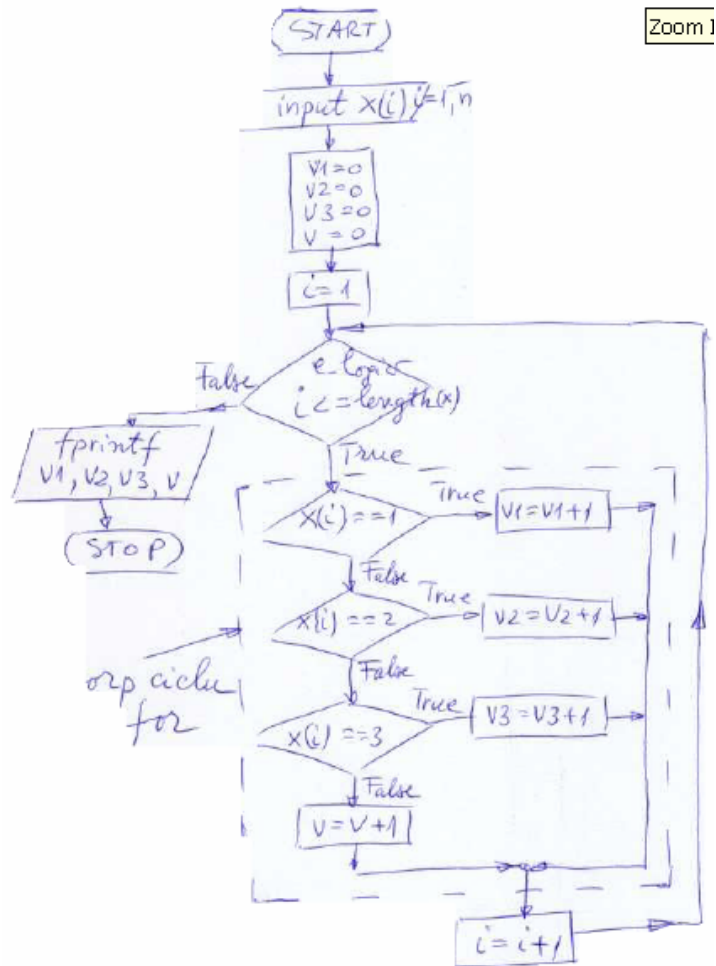 Zoom I
(START)
input x(i) i=1,n
V1=0
V2=0
V3=0
V=0
i=1
e logică
i<=length(x)
False
fprintf
V1, V2, V3, V
(STOP)
True
x(i)==1
True
V1=V1+1
False
x(i)==2
True
V2=V2+1
False
x(i)==3
True
V3=V3+1
False
V=V+1
ciclu
for
i=i+1